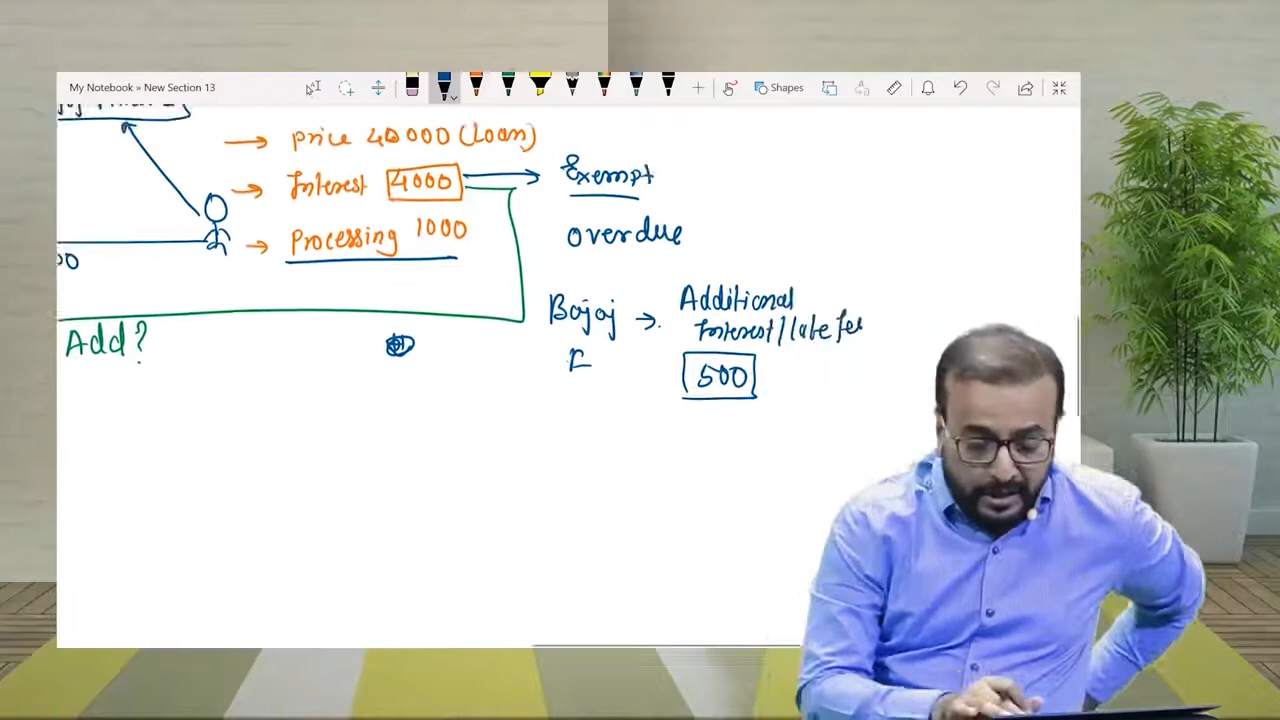 My Notebook » New Section 13
Shapes
→ Price 40000 (Loan)
→ Interest 4000 → Exempt
→ Processing 1000
overdue
00
Bajaj → Additional
Interest/late fee
F
500
Add?